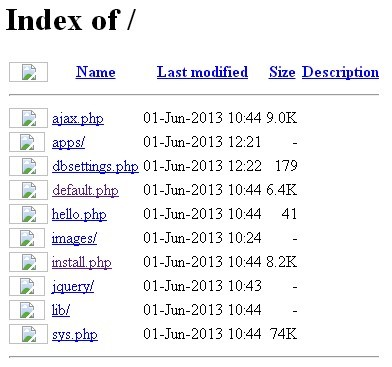 Index of /
Name Last modified Size Description
ajax.php 01-Jun-2013 10:44 9.0K
apps/ 01-Jun-2013 12:21 -
dbsettings.php 01-Jun-2013 12:22 179
default.php 01-Jun-2013 10:44 6.4K
hello.php 01-Jun-2013 10:44 41
images/ 01-Jun-2013 10:24 -
install.php 01-Jun-2013 10:44 8.2K
jquery/ 01-Jun-2013 10:43 -
lib/ 01-Jun-2013 10:44 -
sys.php 01-Jun-2013 10:44 74K